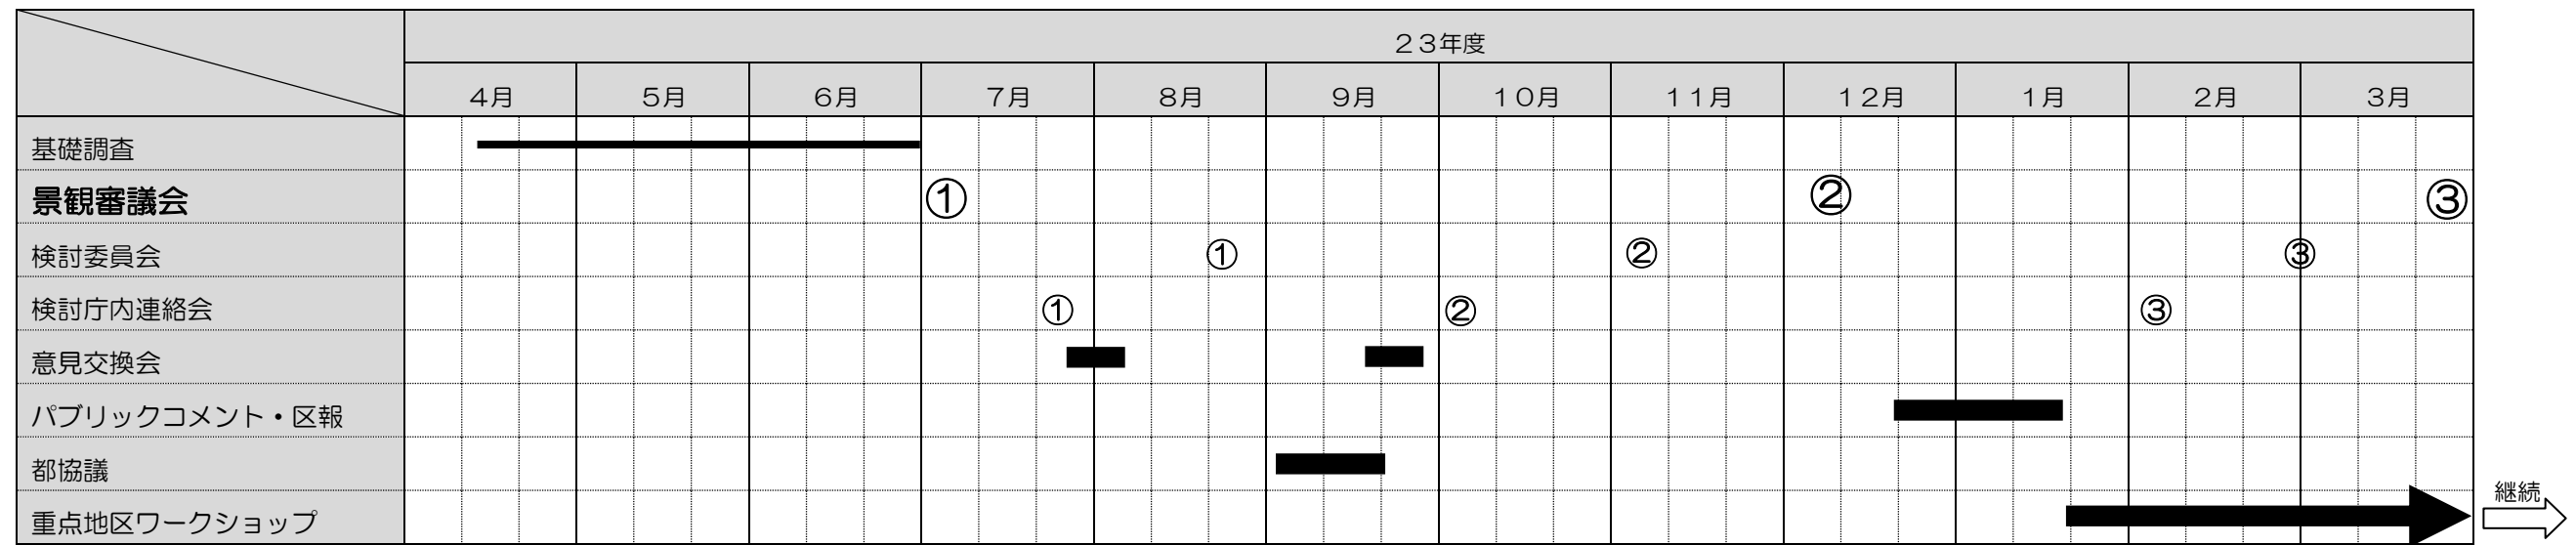 ２３年度
４月 ５月 ６月 ７月 ８月 ９月 １０月 １１月 １２月 １月 ２月 ３月
基礎調査
景観審議会 ① ② ③
検討委員会 ① ② ③
検討庁内連絡会 ① ② ③
意見交換会
パブリックコメント・区報
都協議
重点地区ワークショップ 継続